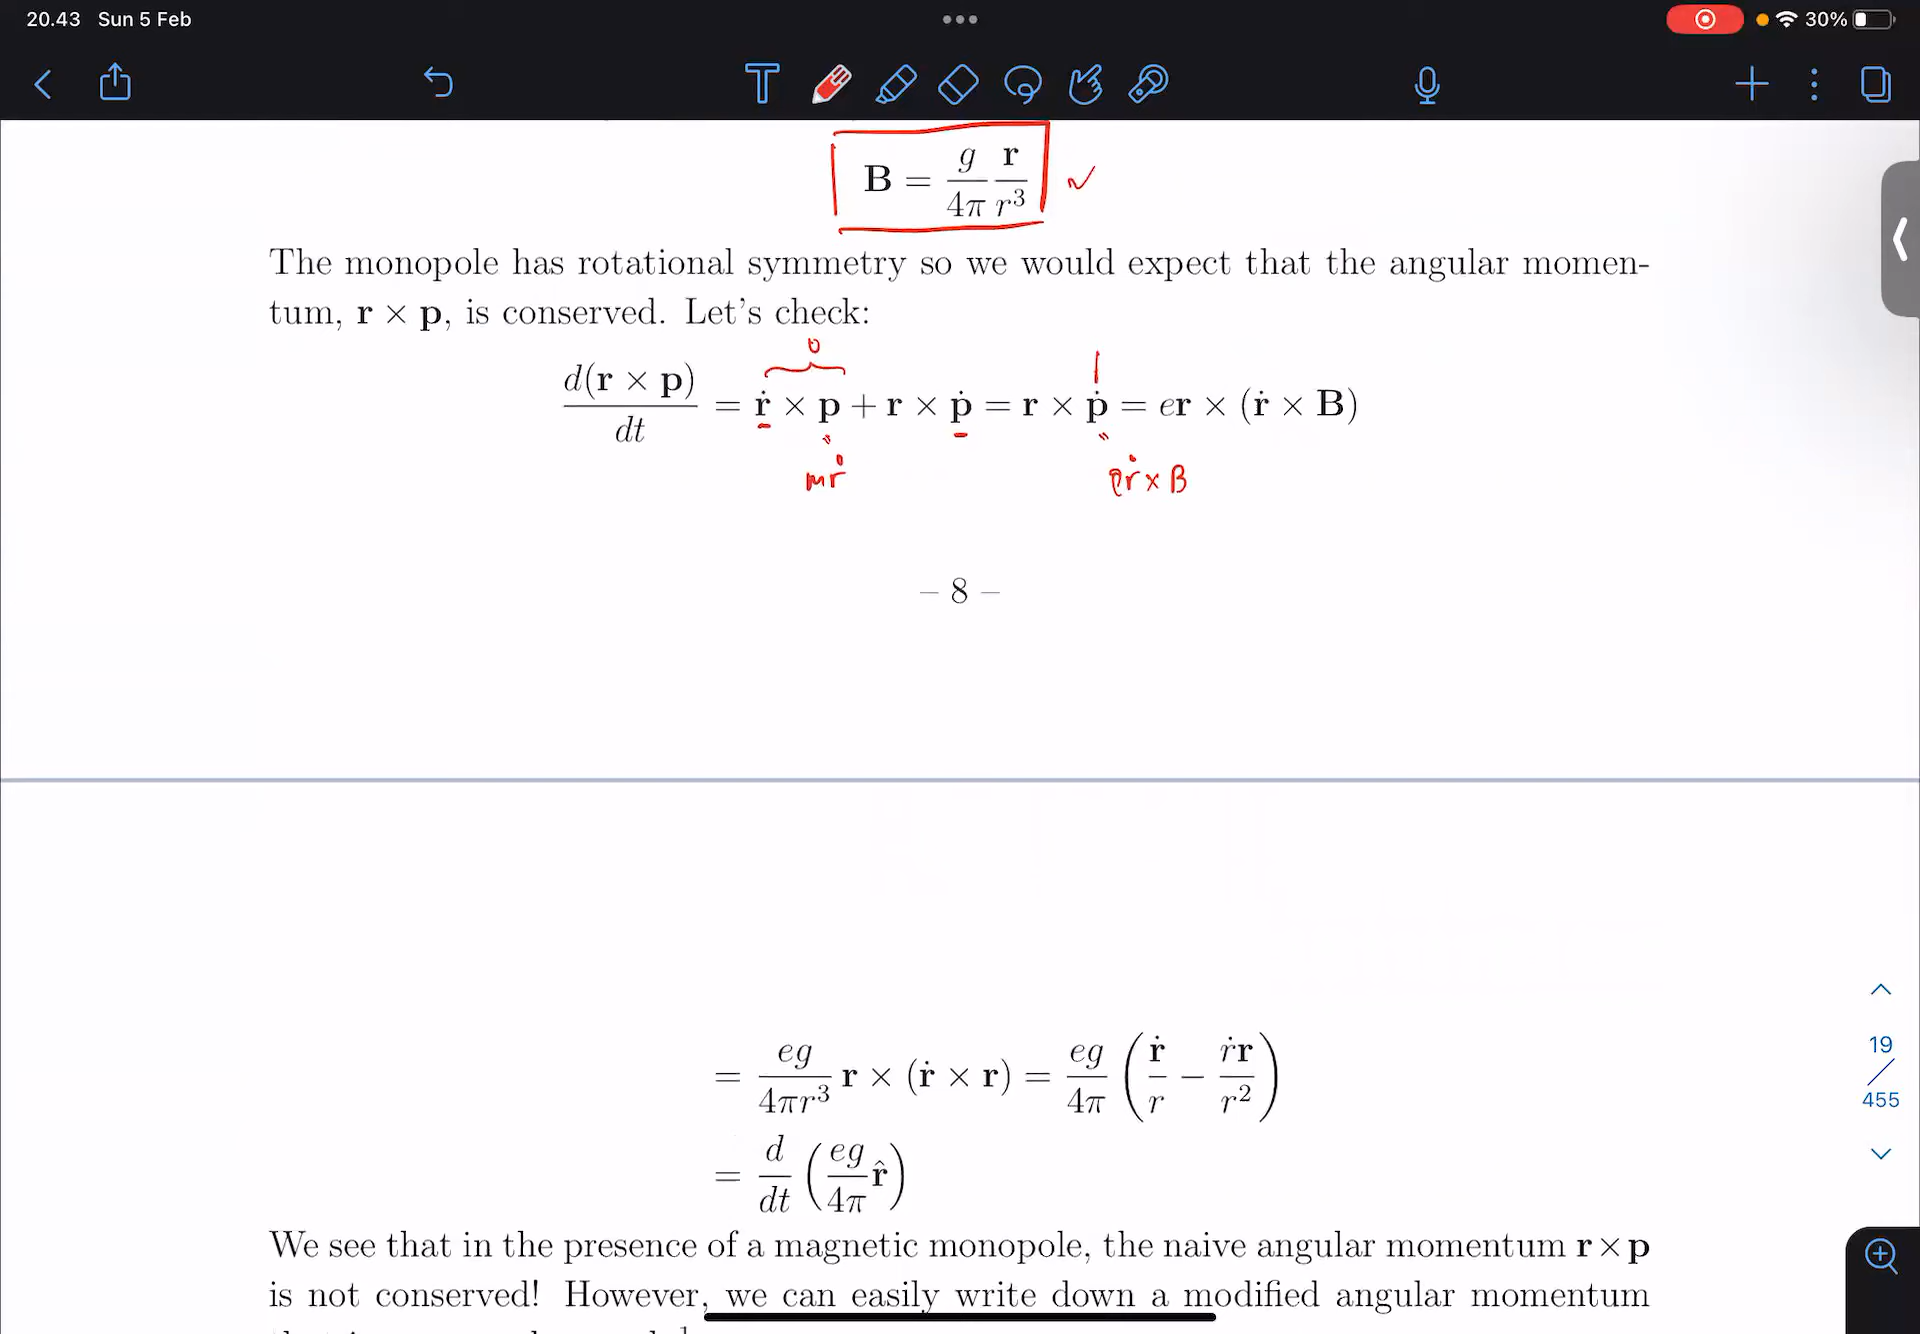 20.43 Sun 5 Feb
30%
B = g/4π r/r³ ✓
The monopole has rotational symmetry so we would expect that the angular momen-
tum, r × p, is conserved. Let's check:
0
d(r × p)/dt = ṙ × p + r × ṗ = r × ṗ = er × (ṙ × B)
mṙ
eṙ × B
– 8 –
19
/
455
= eg/4πr³ r × (ṙ × r) = eg/4π (ṙ/r − ṙr/r²)
= d/dt (eg/4π r̂)
We see that in the presence of a magnetic monopole, the naive angular momentum r × p
is not conserved! However, we can easily write down a modified angular momentum